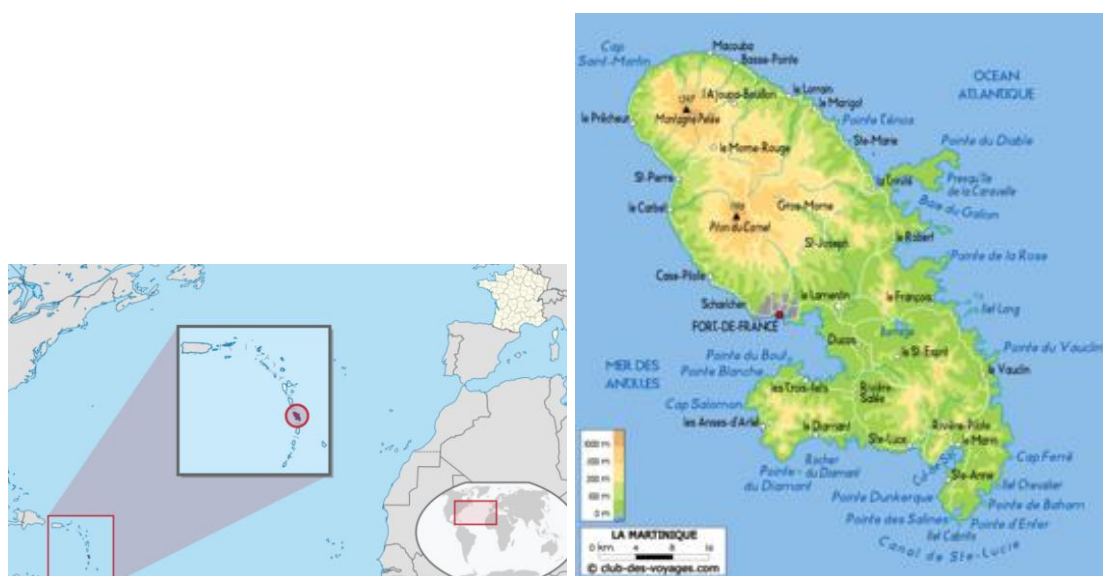 Cap
Saint-Martin
Macouba
Basse-Pointe
OCEAN
ATLANTIQUE
1397
l'Ajoupa-Bouillon
le Lorrain
le Marigot
le Prêcheur
Montagne Pelée
Ste-Marie
Pointe du Diable
le Morne-Rouge
St-Pierre
la Trinité
Presqu'île
de la Caravelle
le Carbet
Gros-Morne
Baie du Galion
Piton du Carbet
St-Joseph
le Robert
Case-Pilote
Pointe de la Rose
Schœlcher
le Lamentin
le François
Ilet Long
FORT-DE-FRANCE
Ducos
Pointe du Bout
le St-Esprit
Pointe du Vauclin
MER DES
ANTILLES
Pointe Blanche
le Vauclin
les Trois-Ilets
Rivière-
Salée
Cap Salomon
les Anses-d'Arlet
le Diamant
Rivière-Pilote
Ste-Luce
le Marin
Cap Ferré
1000 m
0 m
Rocher
du Diamant
Pointe
du Diamant
Ste-Anne
Ilet Chevalier
Pointe Dunkerque
Pointe de Baham
Pointe des Salines
Pointe d'Enfer
Ilet Cabrits
Canal de Ste-Lucie
LA MARTINIQUE
0 km 4 8 16
© club-des-voyages.com